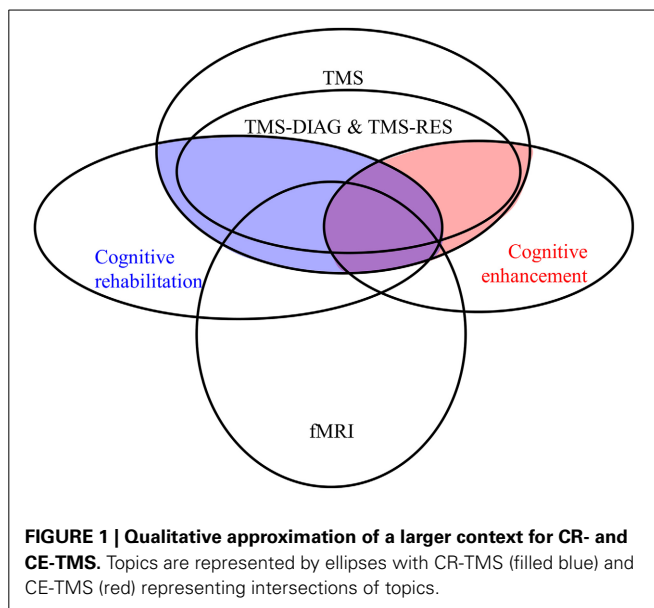 TMS
TMS-DIAG & TMS-RES
Cognitive
rehabilitation
Cognitive
enhancement
fMRI
FIGURE 1 | Qualitative approximation of a larger context for CR- and
CE-TMS. Topics are represented by ellipses with CR-TMS (filled blue) and
CE-TMS (red) representing intersections of topics.